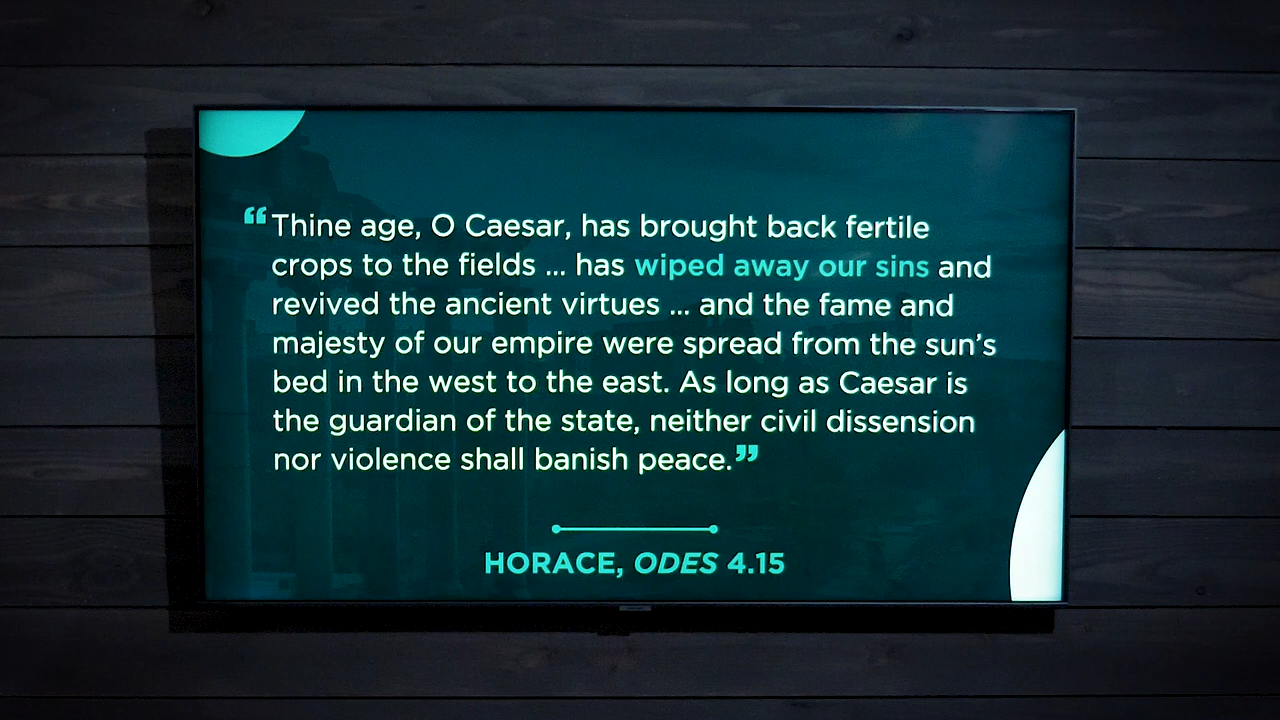 “Thine age, O Caesar, has brought back fertile
crops to the fields ... has wiped away our sins and
revived the ancient virtues ... and the fame and
majesty of our empire were spread from the sun’s
bed in the west to the east. As long as Caesar is
the guardian of the state, neither civil dissension
nor violence shall banish peace.”
HORACE, ODES 4.15